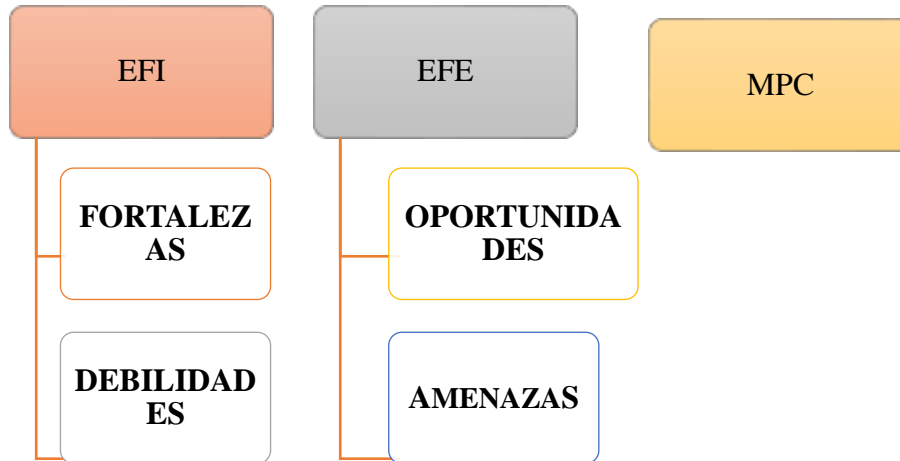 EFI
EFE
MPC
FORTALEZ
AS
OPORTUNIDA
DES
DEBILIDAD
ES
AMENAZAS